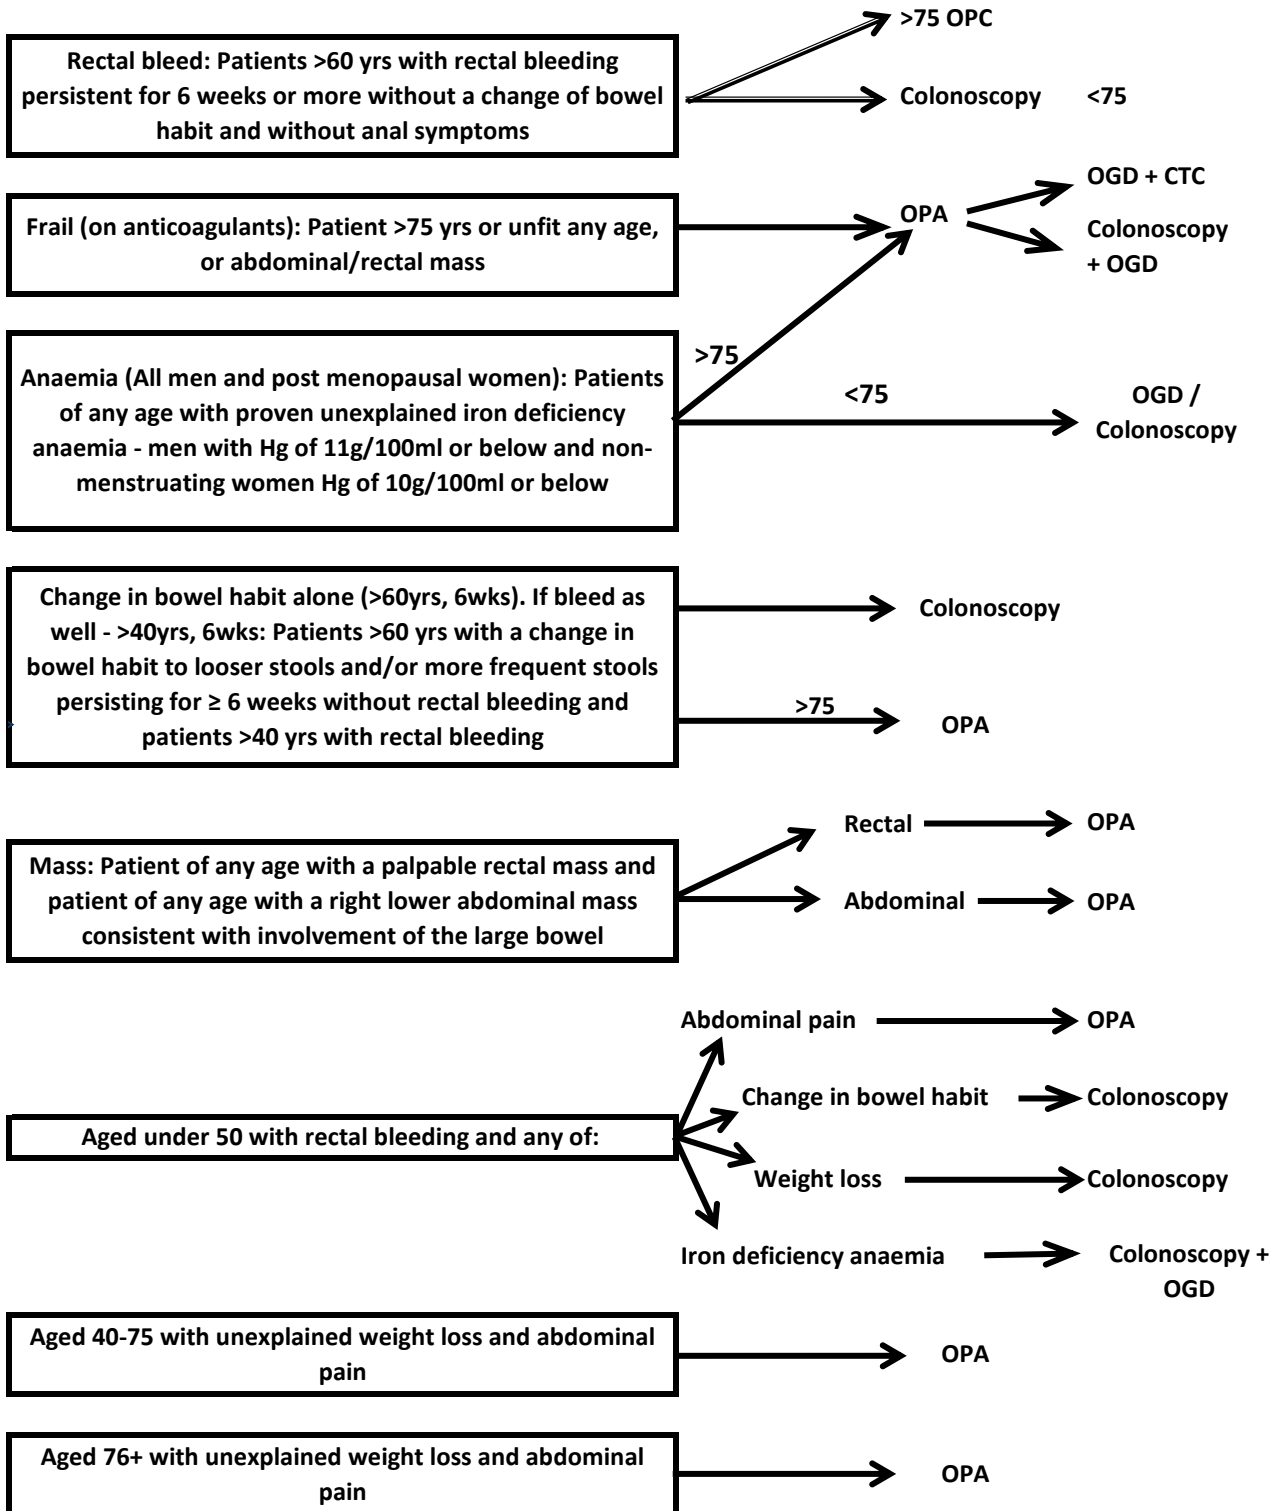 >75 OPC
Rectal bleed: Patients >60 yrs with rectal bleeding
persistent for 6 weeks or more without a change of bowel
habit and without anal symptoms
Colonoscopy <75
Frail (on anticoagulants): Patient >75 yrs or unfit any age,
or abdominal/rectal mass
OPA
OGD + CTC
Colonoscopy
+ OGD
Anaemia (All men and post menopausal women): Patients
of any age with proven unexplained iron deficiency
anaemia - men with Hg of 11g/100ml or below and non-
menstruating women Hg of 10g/100ml or below
>75
<75
OGD /
Colonoscopy
Change in bowel habit alone (>60yrs, 6wks). If bleed as
well - >40yrs, 6wks: Patients >60 yrs with a change in
bowel habit to looser stools and/or more frequent stools
persisting for ≥ 6 weeks without rectal bleeding and
patients >40 yrs with rectal bleeding
Colonoscopy
>75
OPA
Mass: Patient of any age with a palpable rectal mass and
patient of any age with a right lower abdominal mass
consistent with involvement of the large bowel
Rectal
OPA
Abdominal
OPA
Aged under 50 with rectal bleeding and any of:
Abdominal pain
OPA
Change in bowel habit
Colonoscopy
Weight loss
Colonoscopy
Iron deficiency anaemia
Colonoscopy +
OGD
Aged 40-75 with unexplained weight loss and abdominal
pain
OPA
Aged 76+ with unexplained weight loss and abdominal
pain
OPA